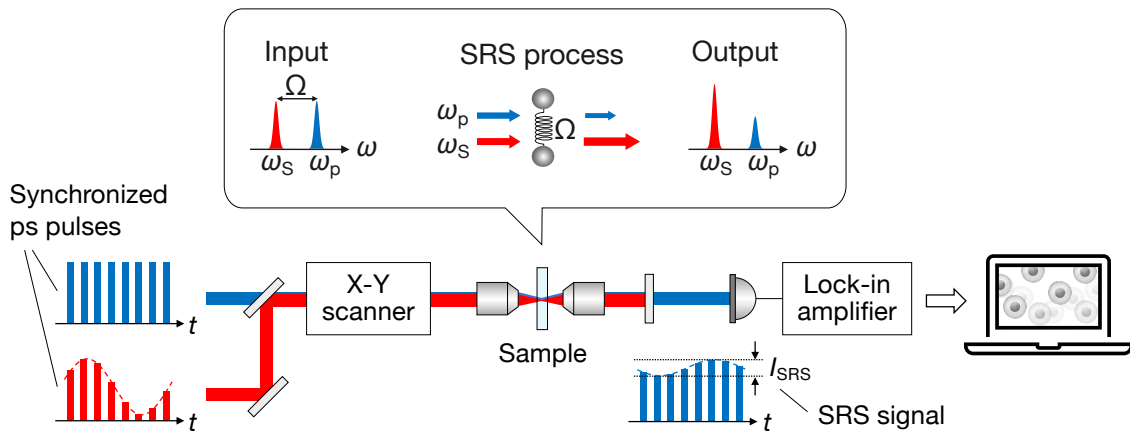 Input
Ω
ω
ωS
ωp
SRS process
ωp
ωS
Ω
Output
ω
ωS
ωp
Synchronized
ps pulses
t
t
X-Y
scanner
Sample
Lock-in
amplifier
ISRS
SRS signal
t